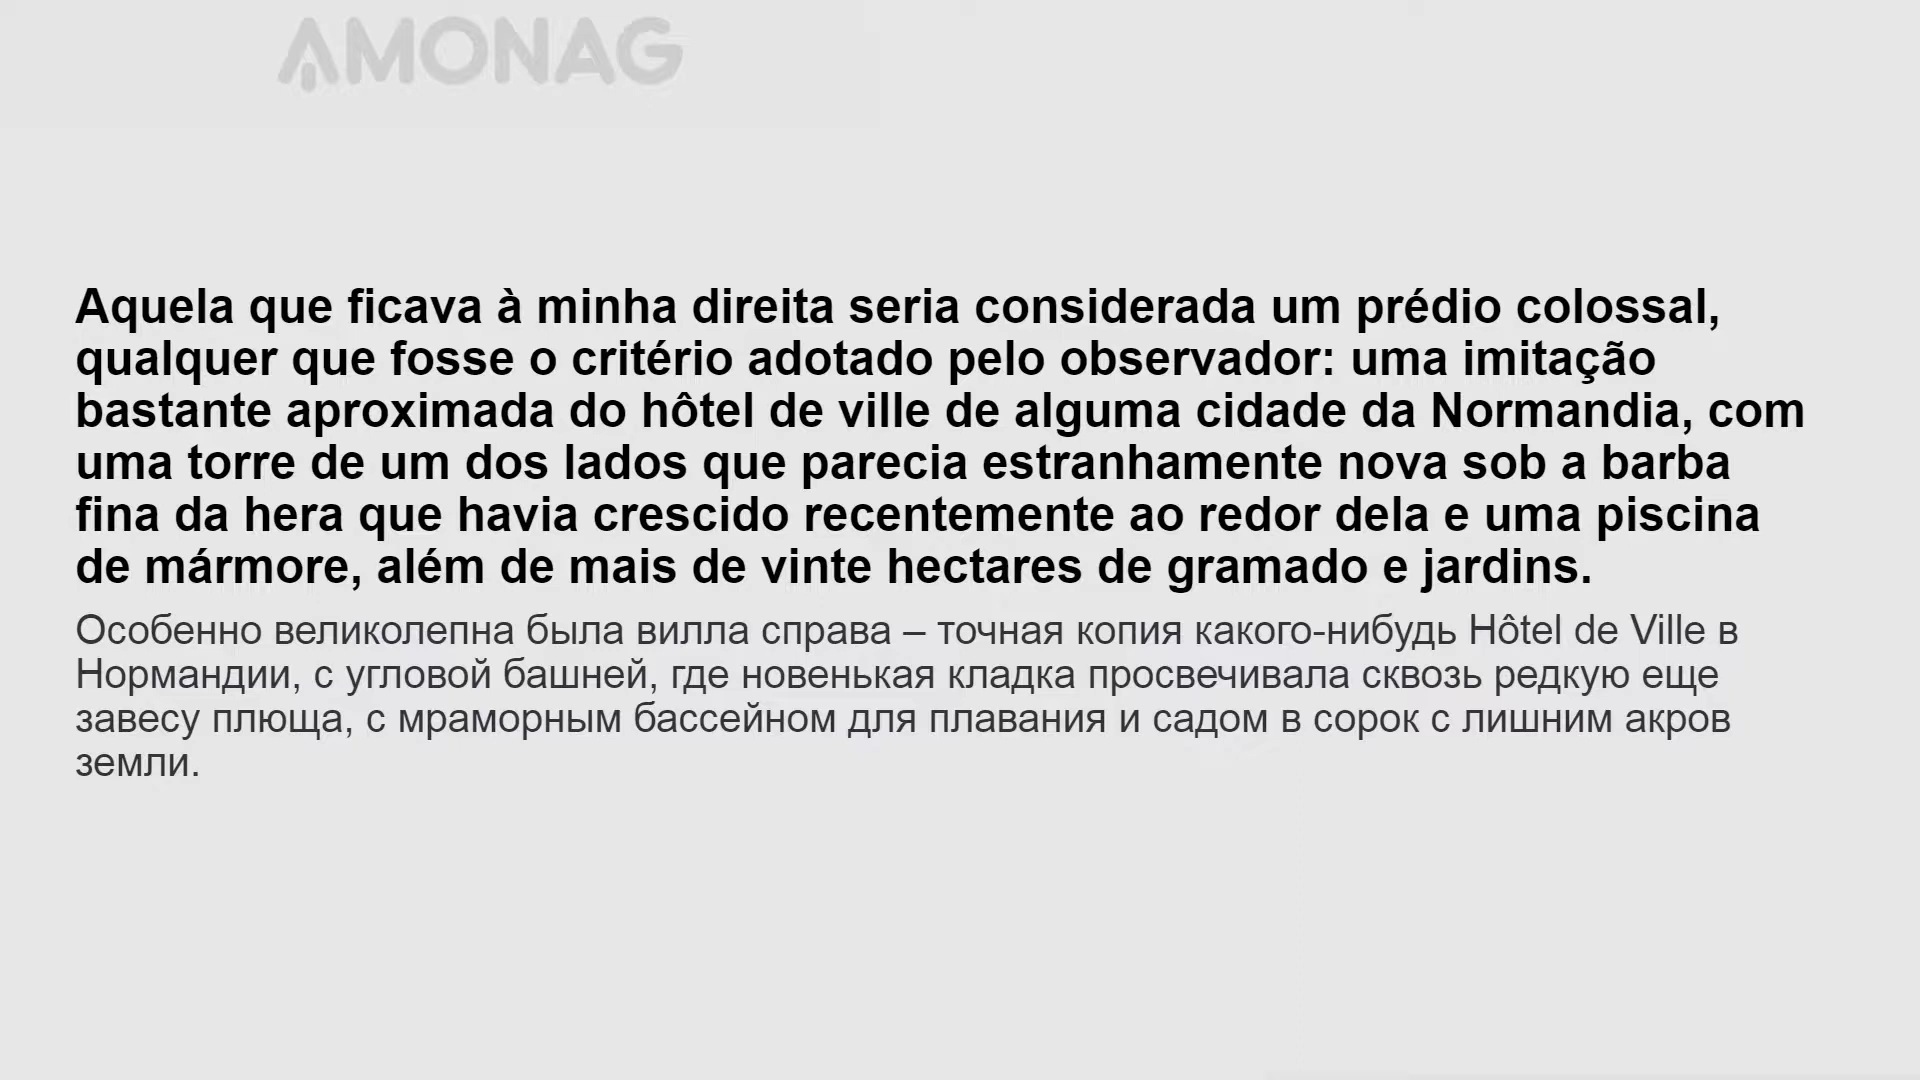 AMONAG
Aquela que ficava à minha direita seria considerada um prédio colossal,
qualquer que fosse o critério adotado pelo observador: uma imitação
bastante aproximada do hôtel de ville de alguma cidade da Normandia, com
uma torre de um dos lados que parecia estranhamente nova sob a barba
fina da hera que havia crescido recentemente ao redor dela e uma piscina
de mármore, além de mais de vinte hectares de gramado e jardins.
Особенно великолепна была вилла справа – точная копия какого-нибудь Hôtel de Ville в
Нормандии, с угловой башней, где новенькая кладка просвечивала сквозь редкую еще
завесу плюща, с мраморным бассейном для плавания и садом в сорок с лишним акров
земли.